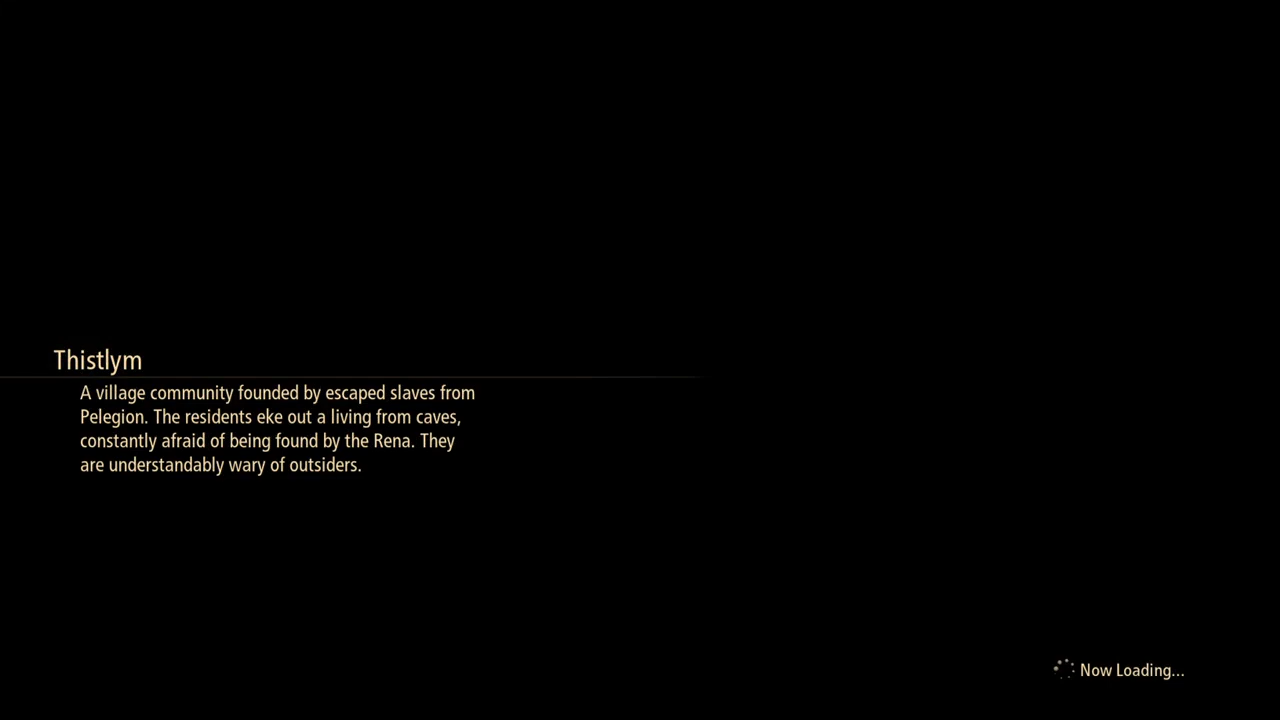 Thistlym
A village community founded by escaped slaves from
Pelegion. The residents eke out a living from caves,
constantly afraid of being found by the Rena. They
are understandably wary of outsiders.
Now Loading...